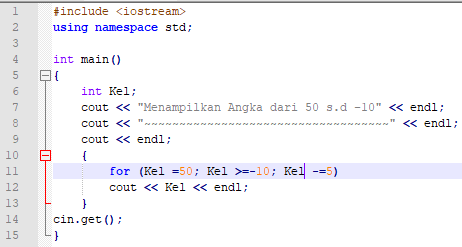 1 #include <iostream>
2 using namespace std;
3
4 int main()
5 {
6 int Kel;
7 cout << "Menampilkan Angka dari 50 s.d -10" << endl;
8 cout << "~~~~~~~~~~~~~~~~~~~~~~~~~~~~~~~~~~~" << endl;
9 cout << endl;
10 {
11 for (Kel =50; Kel >=-10; Kel -=5)
12 cout << Kel << endl;
13 }
14 cin.get();
15 }